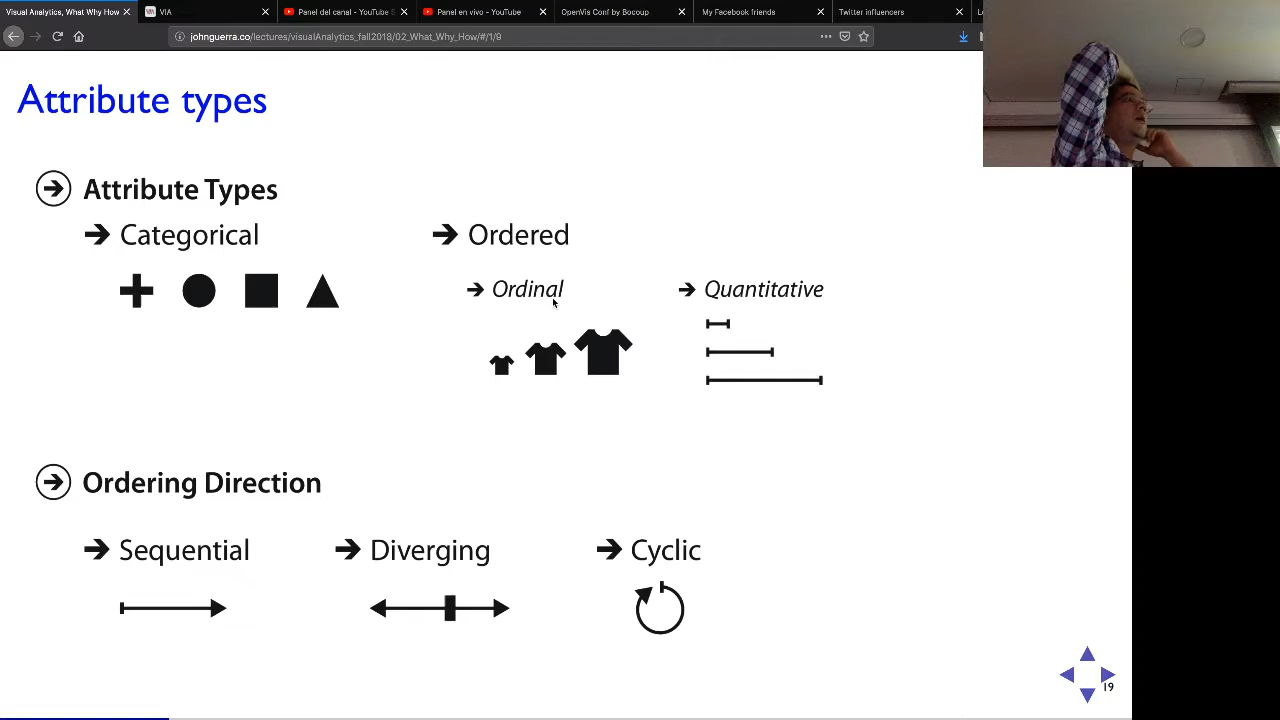 Visual Analytics, What Why How
VIA
Panel del canal - YouTube S
Panel en vivo - YouTube
OpenVis Conf by Bocoup
My Facebook friends
Twitter influencers
johnguerra.co/lectures/visualAnalytics_fall2018/02_What_Why_How/#/1/9
Attribute types
Attribute Types
Categorical
Ordered
Ordinal
Quantitative
Ordering Direction
Sequential
Diverging
Cyclic
19